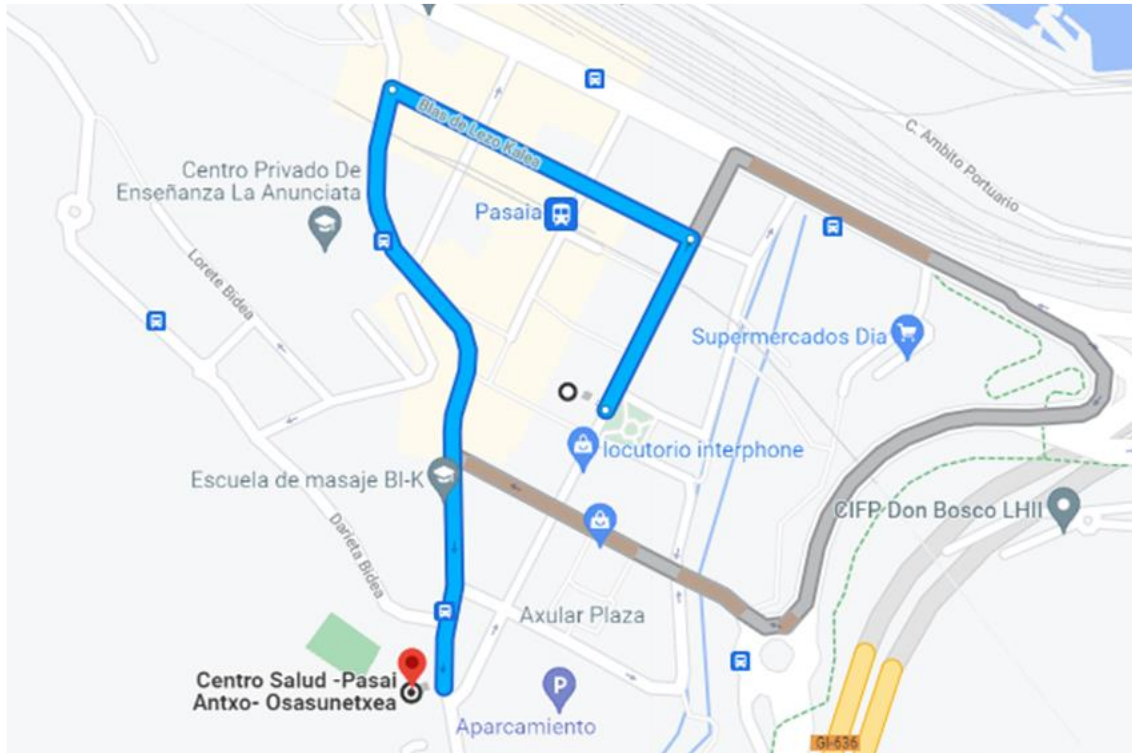 Blas de Lezo Kalea
C. Ambito Portuario
Centro Privado De
Enseñanza La Anunciata
Pasaia
Lorete Bidea
Supermercados Dia
locutorio interphone
Escuela de masaje BI-K
CIFP Don Bosco LHII
Darieta Bidea
Axular Plaza
Centro Salud -Pasai
Antxo- Osasunetxea
P
Aparcamiento
GI-636